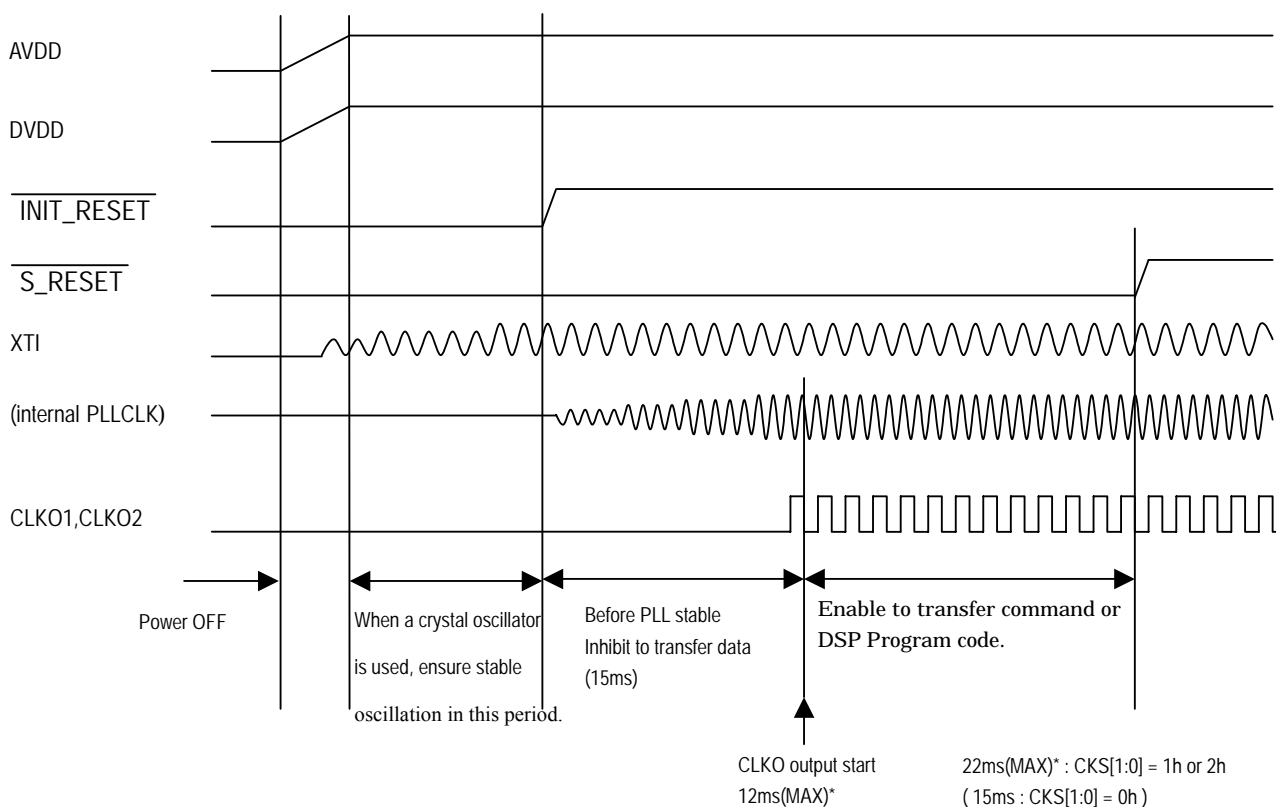 AVDD
DVDD
INIT_RESET
S_RESET
XTI
(internal PLLCLK)
CLKO1,CLKO2
Power OFF
When a crystal oscillator
is used, ensure stable
oscillation in this period.
Before PLL stable
Inhibit to transfer data
(15ms)
Enable to transfer command or
DSP Program code.
CLKO output start
12ms(MAX)*
22ms(MAX)* : CKS[1:0] = 1h or 2h
( 15ms : CKS[1:0] = 0h )